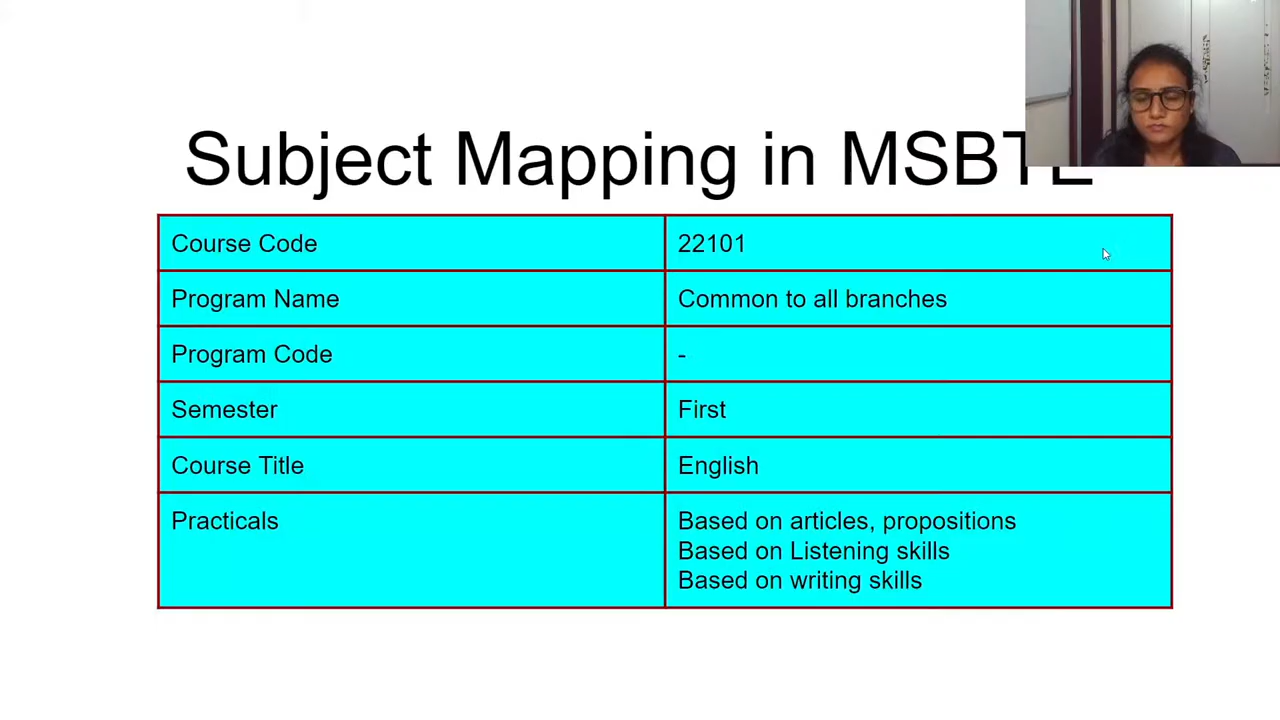 Subject Mapping in MSBTE
Course Code 22101
Program Name Common to all branches
Program Code -
Semester First
Course Title English
Practicals Based on articles, propositions
Based on Listening skills
Based on writing skills